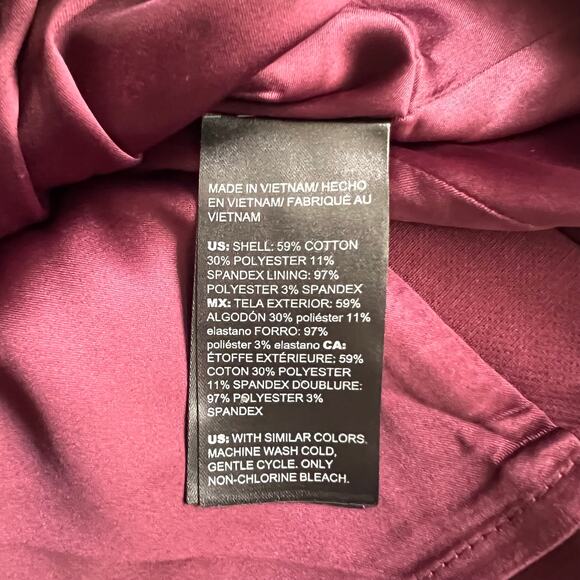 MADE IN VIETNAM/ HECHO
EN VIETNAM/ FABRIQUÉ AU
VIETNAM
US: SHELL: 59% COTTON
30% POLYESTER 11%
SPANDEX LINING: 97%
POLYESTER 3% SPANDEX
MX: TELA EXTERIOR: 59%
ALGODÓN 30% poliéster 11%
elastano FORRO: 97%
poliéster 3% elastano CA:
ÉTOFFE EXTÉRIEURE: 59%
COTON 30% POLYESTER
11% SPANDEX DOUBLURE:
97% POLYESTER 3%
SPANDEX
US: WITH SIMILAR COLORS.
MACHINE WASH COLD,
GENTLE CYCLE. ONLY
NON-CHLORINE BLEACH.